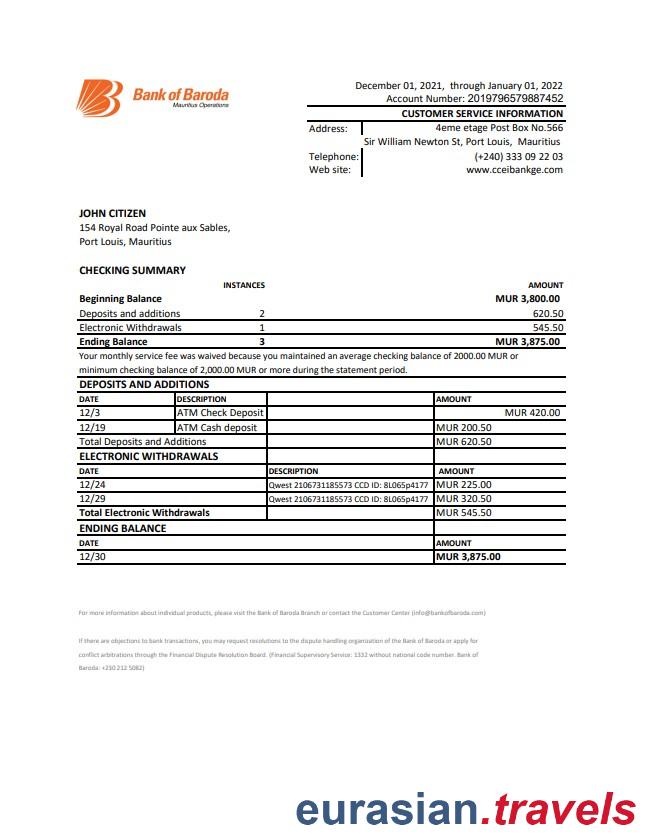 Bank of Baroda
Mauritius Operations
December 01, 2021, through January 01, 2022
Account Number: 2019796579887452
CUSTOMER SERVICE INFORMATION
Address: 4eme etage Post Box No.566
Sir William Newton St, Port Louis, Mauritius
Telephone: (+240) 333 09 22 03
Web site: www.cceibankge.com
JOHN CITIZEN
154 Royal Road Pointe aux Sables,
Port Louis, Mauritius
CHECKING SUMMARY
INSTANCES AMOUNT
Beginning Balance MUR 3,800.00
Deposits and additions 2 620.50
Electronic Withdrawals 1 545.50
Ending Balance 3 MUR 3,875.00
Your monthly service fee was waived because you maintained an average checking balance of 2000.00 MUR or
minimum checking balance of 2,000.00 MUR or more during the statement period.
DEPOSITS AND ADDITIONS
DATE DESCRIPTION AMOUNT
12/3 ATM Check Deposit MUR 420.00
12/19 ATM Cash deposit MUR 200.50
Total Deposits and Additions MUR 620.50
ELECTRONIC WITHDRAWALS
DATE DESCRIPTION AMOUNT
12/24 Qwest 2106731185573 CCD ID: 8L065p4177 MUR 225.00
12/29 Qwest 2106731185573 CCD ID: 8L065p4177 MUR 320.50
Total Electronic Withdrawals MUR 545.50
ENDING BALANCE
DATE AMOUNT
12/30 MUR 3,875.00
For more information about individual products, please visit the Bank of Baroda Branch or contact the Customer Center (info@bankofbaroda.com)
If there are objections to bank transactions, you may request resolutions to the dispute handling organisation of the Bank of Baroda or apply for
conflict arbitrations through the Financial Dispute Resolution Board. (Financial Supervisory Service: 1332 without national code number. Bank of
Baroda: +230 212 5082)
eurasian.travels